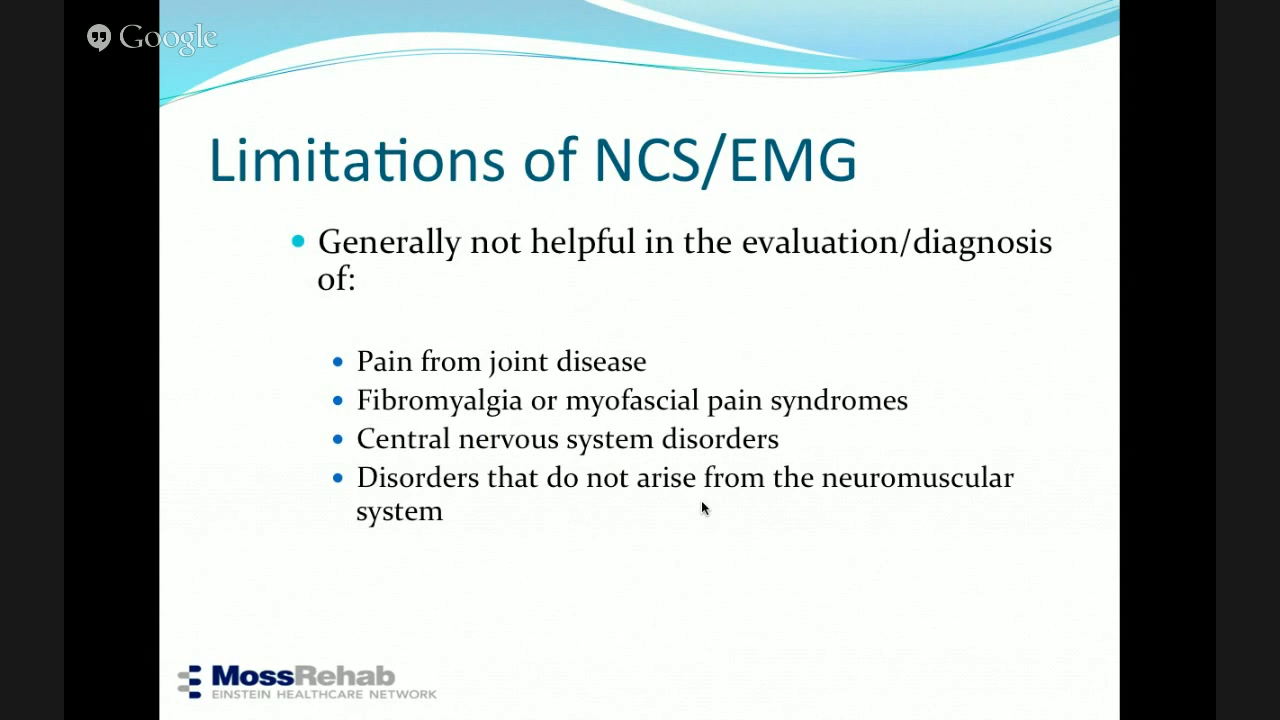 Google
Limitations of NCS/EMG
• Generally not helpful in the evaluation/diagnosis
of:
• Pain from joint disease
• Fibromyalgia or myofascial pain syndromes
• Central nervous system disorders
• Disorders that do not arise from the neuromuscular
system
MossRehab
EINSTEIN HEALTHCARE NETWORK